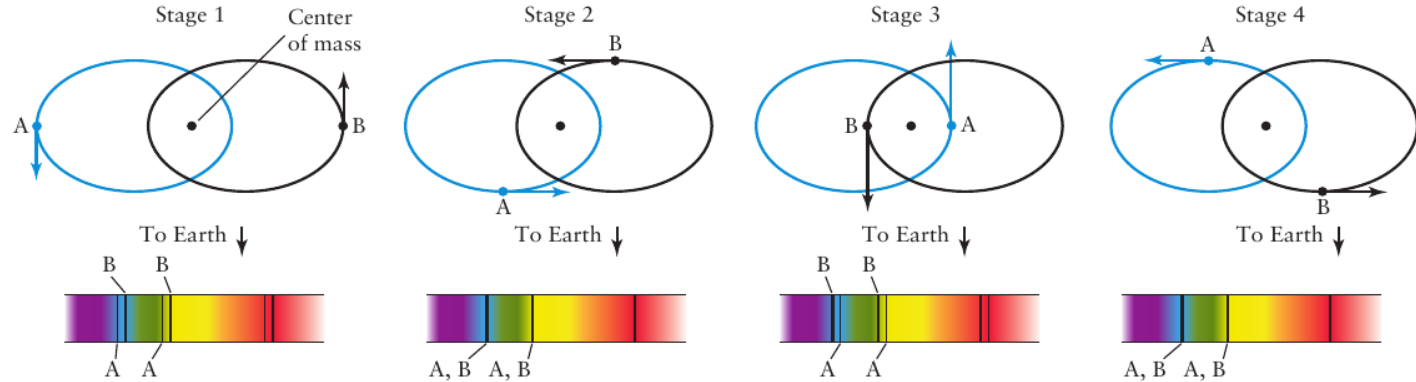 Stage 1
Center
of mass
A
B
To Earth
B B
A A
Stage 2
B
A
To Earth
A, B A, B
Stage 3
B
A
To Earth
B B
A A
Stage 4
A
B
To Earth
A, B A, B